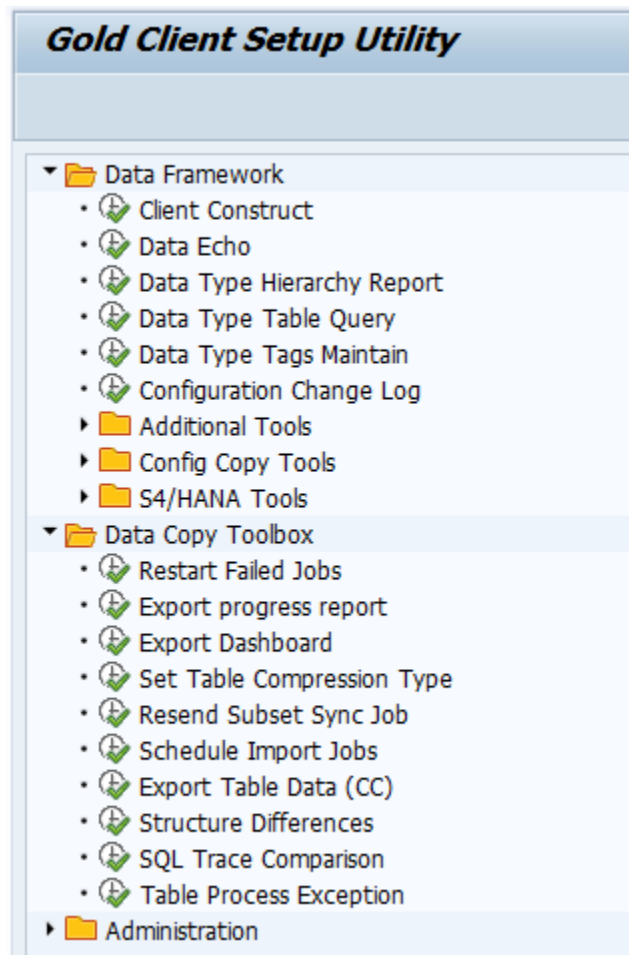 Gold Client Setup Utility
Data Framework
Client Construct
Data Echo
Data Type Hierarchy Report
Data Type Table Query
Data Type Tags Maintain
Configuration Change Log
Additional Tools
Config Copy Tools
S4/HANA Tools
Data Copy Toolbox
Restart Failed Jobs
Export progress report
Export Dashboard
Set Table Compression Type
Resend Subset Sync Job
Schedule Import Jobs
Export Table Data (CC)
Structure Differences
SQL Trace Comparison
Table Process Exception
Administration